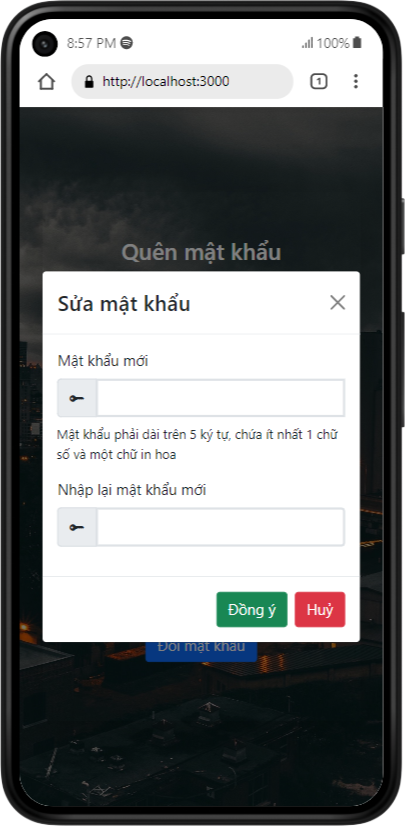 8:57 PM
100%
http://localhost:3000
1
Quên mật khẩu
Sửa mật khẩu
Mật khẩu mới
Mật khẩu phải dài trên 5 ký tự, chứa ít nhất 1 chữ
số và một chữ in hoa
Nhập lại mật khẩu mới
Đồng ý
Huỷ
Đổi mật khẩu